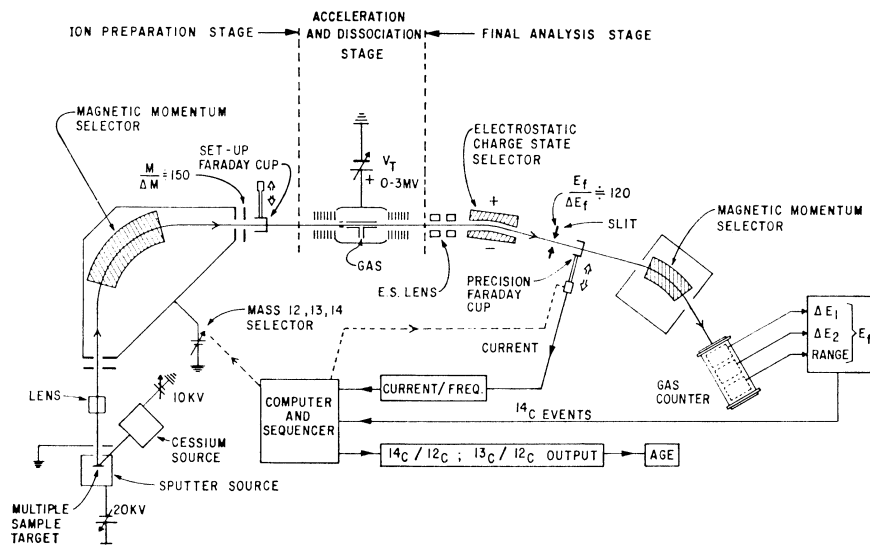 ION PREPARATION STAGE
ACCELERATION
AND DISSOCIATION
STAGE
FINAL ANALYSIS STAGE
MAGNETIC MOMENTUM
SELECTOR
M/ΔM = 150
SET-UP
FARADAY CUP
V_T
+ 0-3MV
GAS
E.S. LENS
ELECTROSTATIC
CHARGE STATE
SELECTOR
+
−
E_f/ΔE_f ≑ 120
SLIT
MAGNETIC MOMENTUM
SELECTOR
PRECISION
FARADAY
CUP
MASS 12,13,14
SELECTOR
CURRENT
ΔE₁
ΔE₂
RANGE
} E_f
GAS
COUNTER
LENS
10KV
CESSIUM
SOURCE
COMPUTER
AND
SEQUENCER
CURRENT/FREQ.
¹⁴C EVENTS
¹⁴C / ¹²C ; ¹³C / ¹²C OUTPUT
AGE
SPUTTER SOURCE
MULTIPLE
SAMPLE
TARGET
20KV